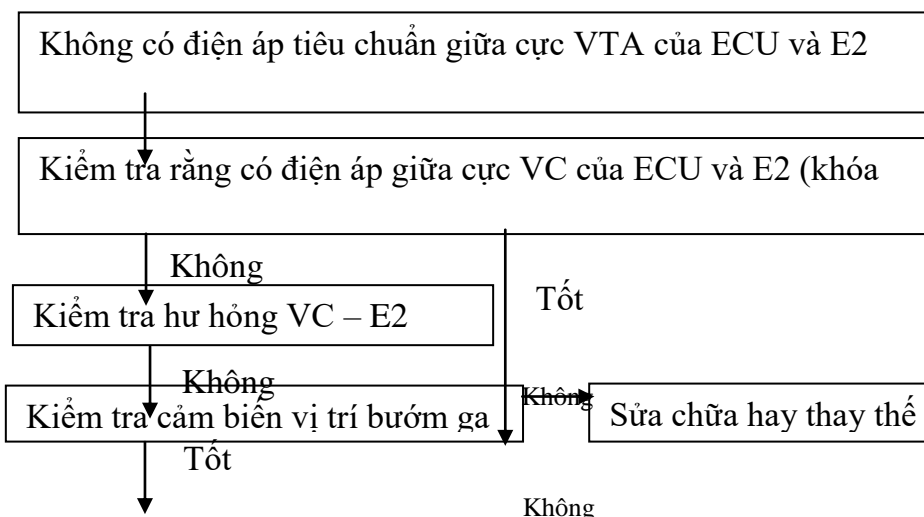 Không có điện áp tiêu chuẩn giữa cực VTA của ECU và E2
Kiểm tra rằng có điện áp giữa cực VC của ECU và E2 (khóa
Không
Tốt
Kiểm tra hư hỏng VC – E2
Không
Không
Kiểm tra cảm biến vị trí bướm ga
Sửa chữa hay thay thế
Tốt
Không